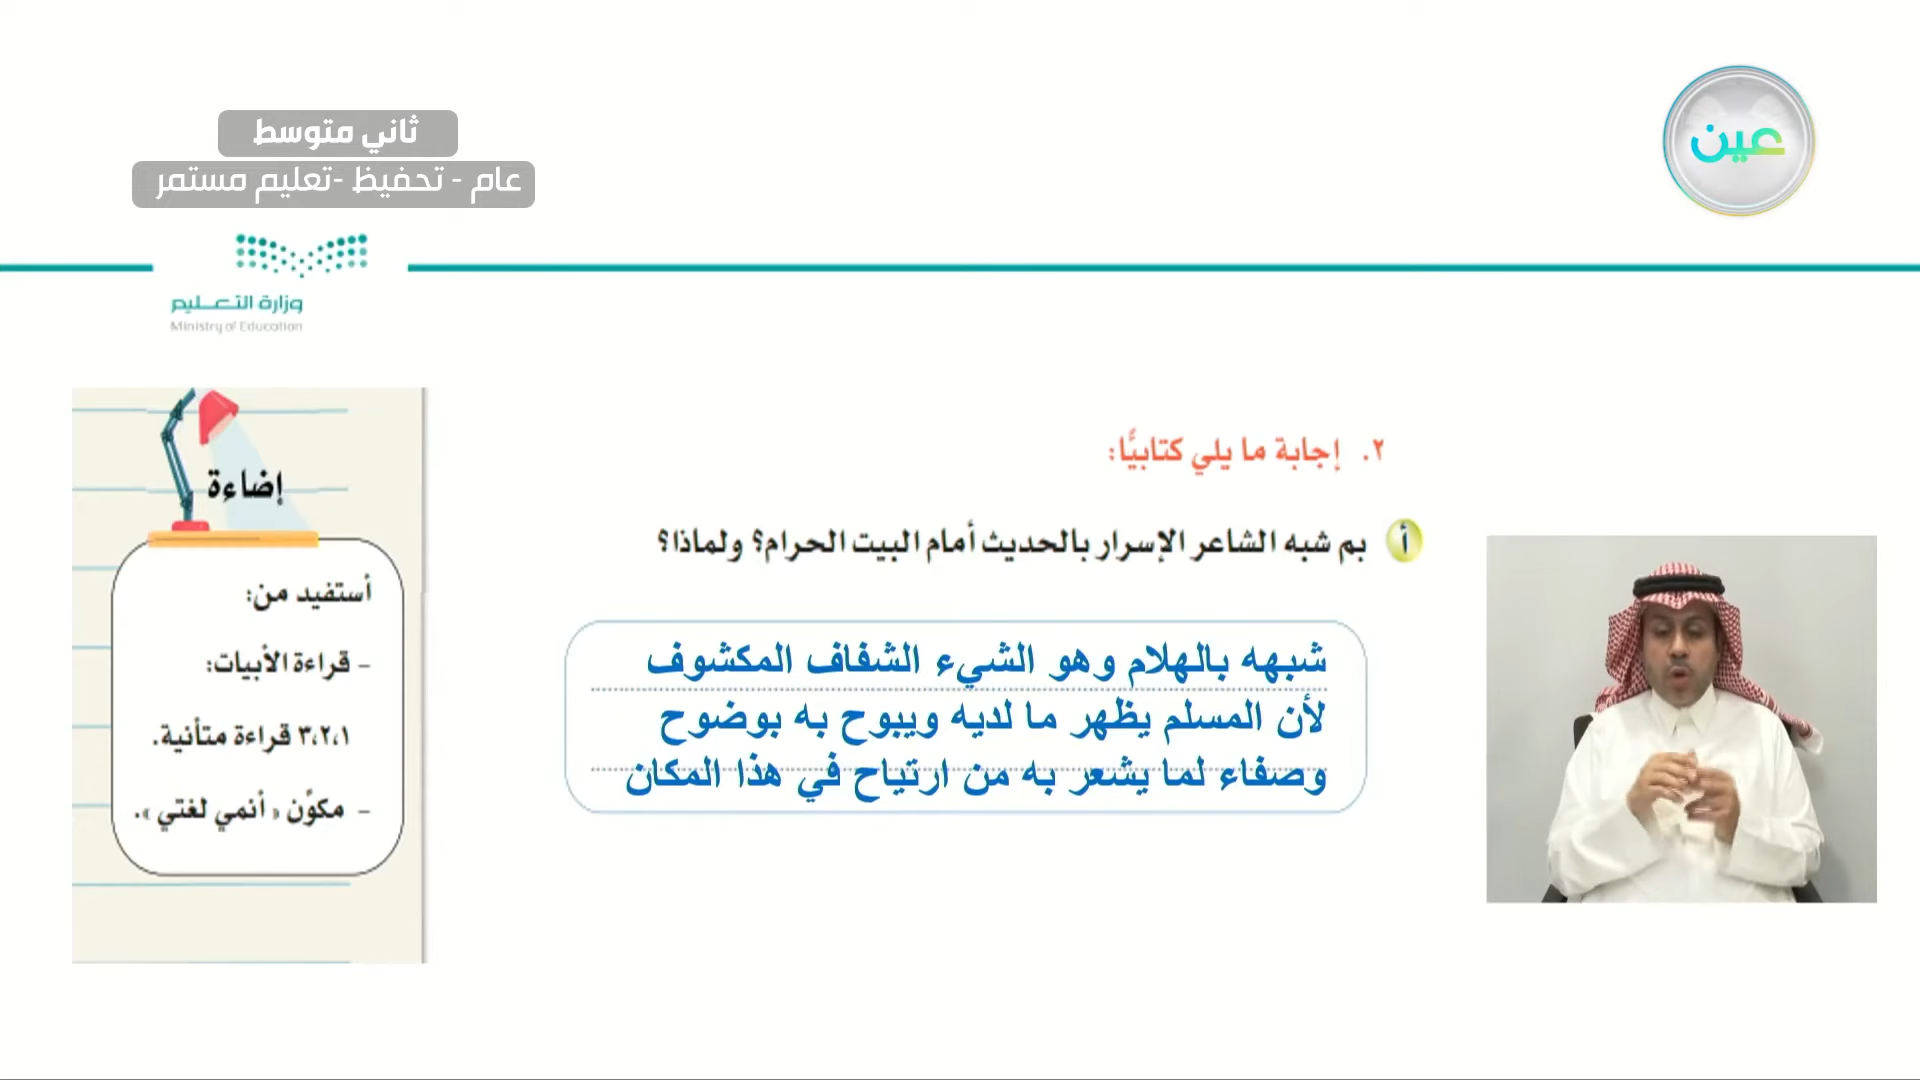 عين
ثاني متوسط
عام - تحفيظ -تعليم مستمر
وزارة التعليم
Ministry of Education
٢. إجابة ما يلي كتابيًّا:
أ بم شبه الشاعر الإسرار بالحديث أمام البيت الحرام؟ ولماذا؟
شبهه بالهلام وهو الشيء الشفاف المكشوف
لأن المسلم يظهر ما لديه ويبوح به بوضوح
وصفاء لما يشعر به من ارتياح في هذا المكان
إضاءة
أستفيد من:
- قراءة الأبيات:
٣،٢،١ قراءة متأنية.
- مكوّن «أنمي لغتي».